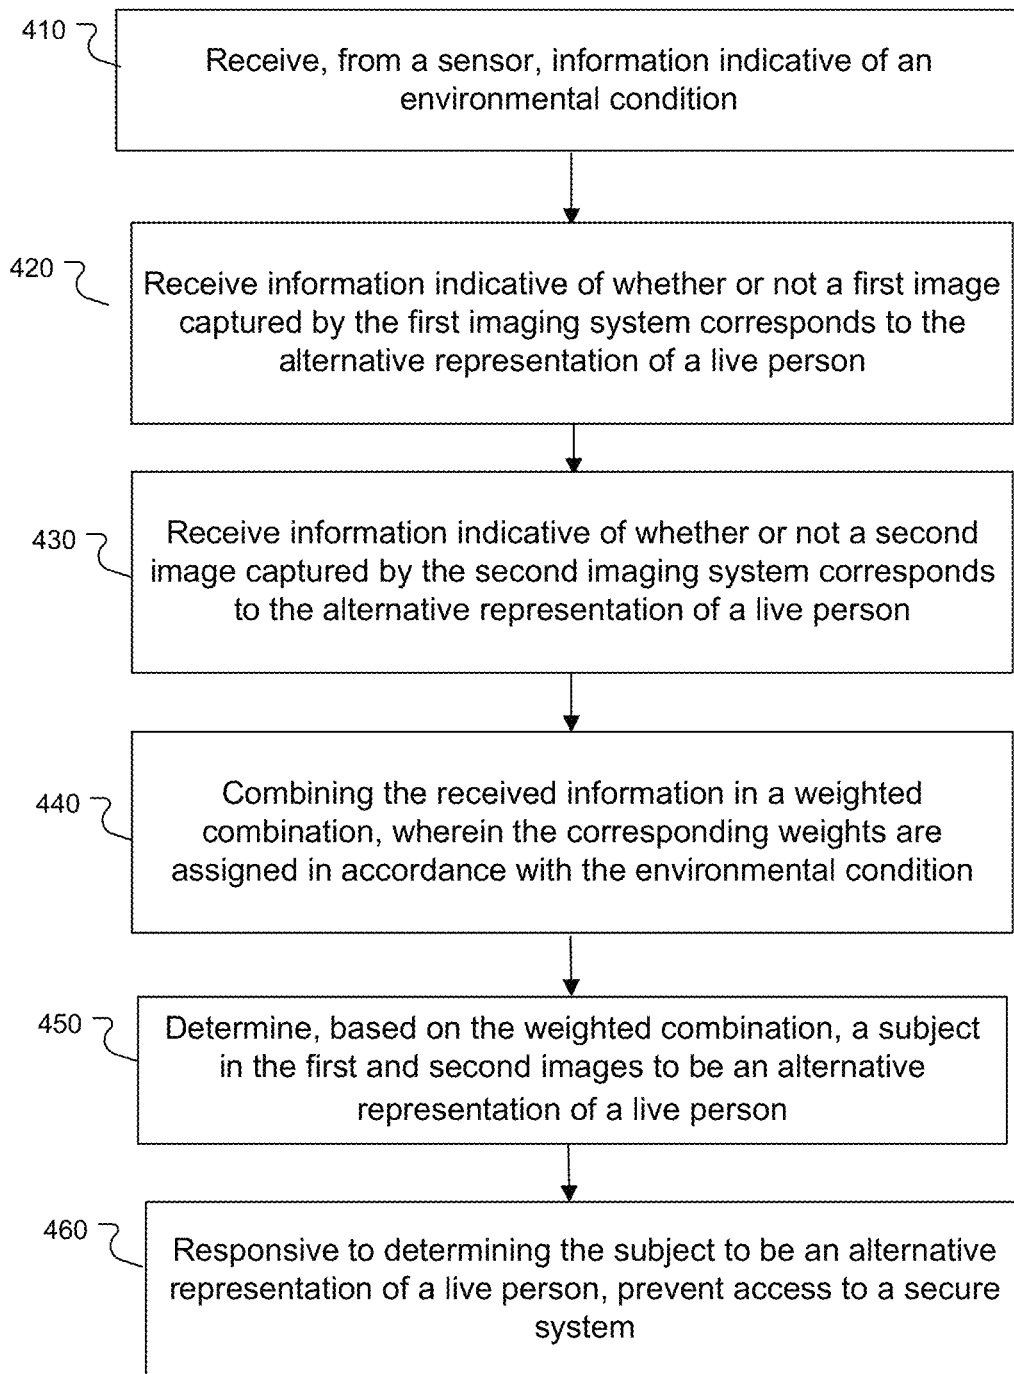 410
Receive, from a sensor, information indicative of an
environmental condition
420
Receive information indicative of whether or not a first image
captured by the first imaging system corresponds to the
alternative representation of a live person
430
Receive information indicative of whether or not a second
image captured by the second imaging system corresponds
to the alternative representation of a live person
440
Combining the received information in a weighted
combination, wherein the corresponding weights are
assigned in accordance with the environmental condition
450
Determine, based on the weighted combination, a subject
in the first and second images to be an alternative
representation of a live person
460
Responsive to determining the subject to be an alternative
representation of a live person, prevent access to a secure
system